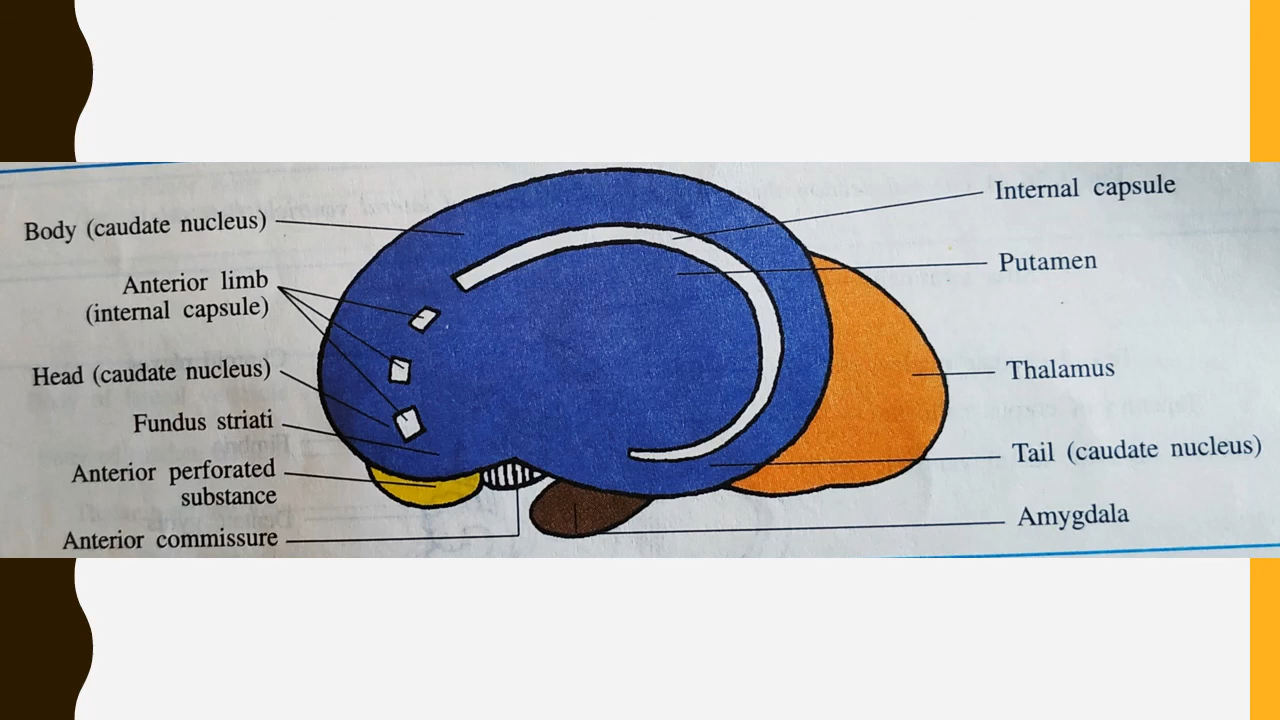 Body (caudate nucleus)
Anterior limb
(internal capsule)
Head (caudate nucleus)
Fundus striati
Anterior perforated
substance
Anterior commissure
Internal capsule
Putamen
Thalamus
Tail (caudate nucleus)
Amygdala